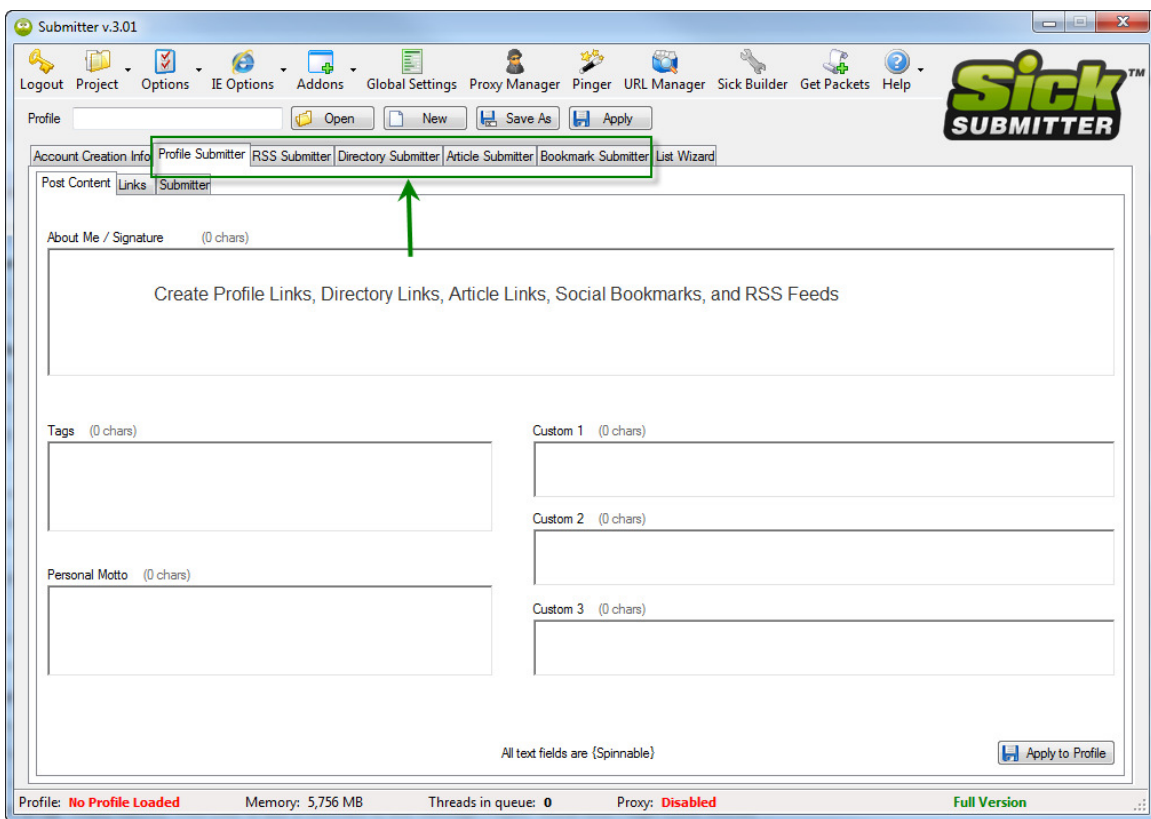 Submitter v.3.01
Logout Project Options IE Options Addons Global Settings Proxy Manager Pinger URL Manager Sick Builder Get Packets Help
Sick™
SUBMITTER
Profile Open New Save As Apply
Account Creation Info Profile Submitter RSS Submitter Directory Submitter Article Submitter Bookmark Submitter List Wizard
Post Content Links Submitter
About Me / Signature (0 chars)
Create Profile Links, Directory Links, Article Links, Social Bookmarks, and RSS Feeds
Tags (0 chars)
Custom 1 (0 chars)
Custom 2 (0 chars)
Personal Motto (0 chars)
Custom 3 (0 chars)
All text fields are {Spinnable}
Apply to Profile
Profile: No Profile Loaded Memory: 5,756 MB Threads in queue: 0 Proxy: Disabled Full Version